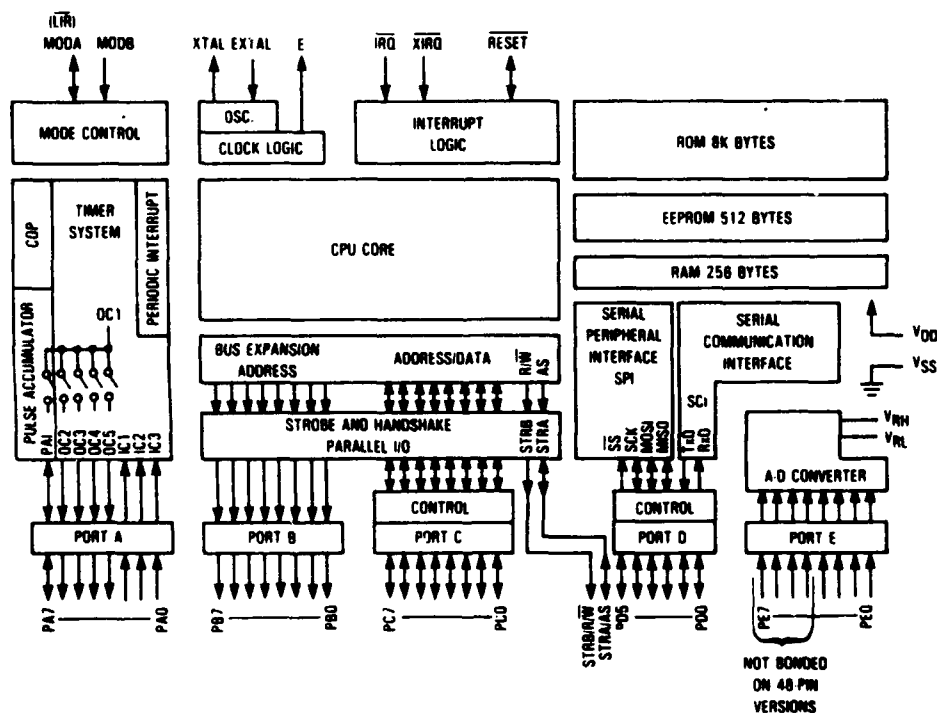 (LIR)
MODA MODB
XTAL EXTAL E
IRQ XIRQ
RESET
MODE CONTROL
OSC.
CLOCK LOGIC
INTERRUPT
LOGIC
ROM 8K BYTES
COP
TIMER
SYSTEM
PERIODIC INTERRUPT
CPU CORE
EEPROM 512 BYTES
RAM 256 BYTES
PULSE ACCUMULATOR
OC1
PAI
OC2
OC3
OC4
OC5
IC1
IC2
IC3
BUS EXPANSION
ADDRESS
ADDRESS/DATA
R/W
AS
STROBE AND HANDSHAKE
PARALLEL I/O
STRB
STRA
SERIAL
PERIPHERAL
INTERFACE
SPI
SS
SCK
MOSI
MISO
SERIAL
COMMUNICATION
INTERFACE
SCI
TxD
RxD
VDD
VSS
VRH
VRL
A-D CONVERTER
CONTROL
CONTROL
PORT A
PORT B
PORT C
PORT D
PORT E
PA7
PA0
PB7
PB0
PC7
PC0
STRB/R/W
STRA/AS
PD5
PD0
PE7
PE0
NOT BONDED
ON 48-PIN
VERSIONS